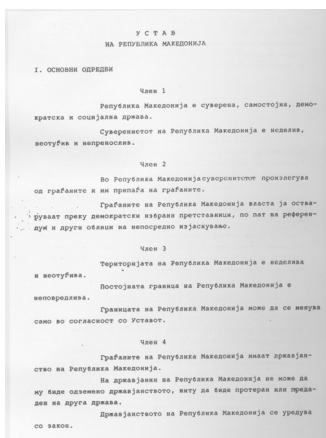 У С Т А В
НА РЕПУБЛИКА МАКЕДОНИЈА
I. ОСНОВНИ ОДРЕДБИ
Член 1
Република Македонија е суверена, самостојна, демо-
кратска и социјална држава.
Суверенистот на Република Македонија е неделив,
неотуѓив и непренослив.
Член 2
Во Република Македонија суверенитетот произлегува
од граѓаните и им припаѓа на граѓаните.
Граѓаните на Република Македонија власта ја оства-
руваат преку демократски избрани претставници, по пат на референ-
дум и други облици на непосредно изјаснување.
Член 3
Територијата на Република Македонија е неделива
и неотуѓива.
Постојната граница на Република Македонија е
неповредлива.
Границата на Република Македонија може да се менува
само во согласност со Уставот.
Член 4
Граѓаните на Република Македонија имаат државјан-
ство на Република Македонија.
На државјанин на Република Македонија не може да
му биде одземено државјанството, ниту да биде протеран или преда-
ден на друга држава.
Државјанството на Република Македонија се уредува
со закон.